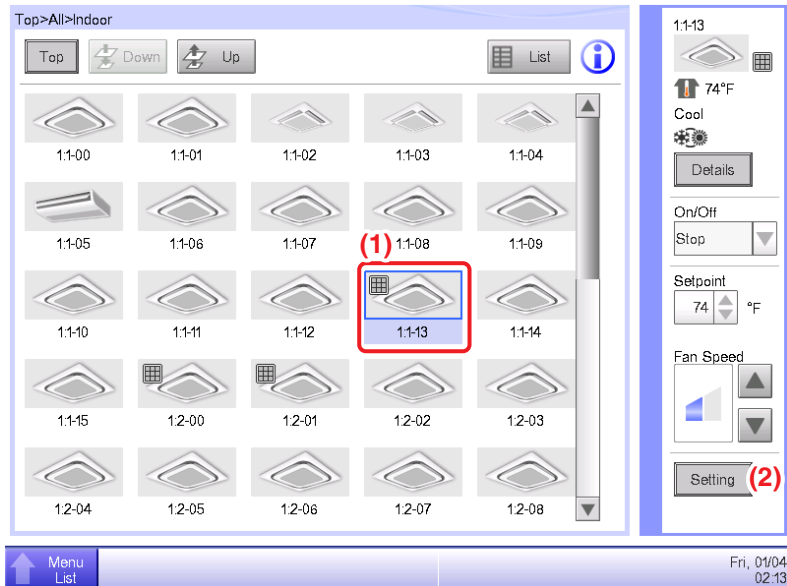 Top>All>Indoor
Top
Down
Up
List
1:1-00
1:1-01
1:1-02
1:1-03
1:1-04
1:1-05
1:1-06
1:1-07
(1)
1:1-08
1:1-09
1:1-10
1:1-11
1:1-12
1:1-13
1:1-14
1:1-15
1:2-00
1:2-01
1:2-02
1:2-03
1:2-04
1:2-05
1:2-06
1:2-07
1:2-08
1:1-13
74°F
Cool
Details
On/Off
Stop
Setpoint
74 °F
Fan Speed
Setting (2)
Menu
List
Fri, 01/04
02:13